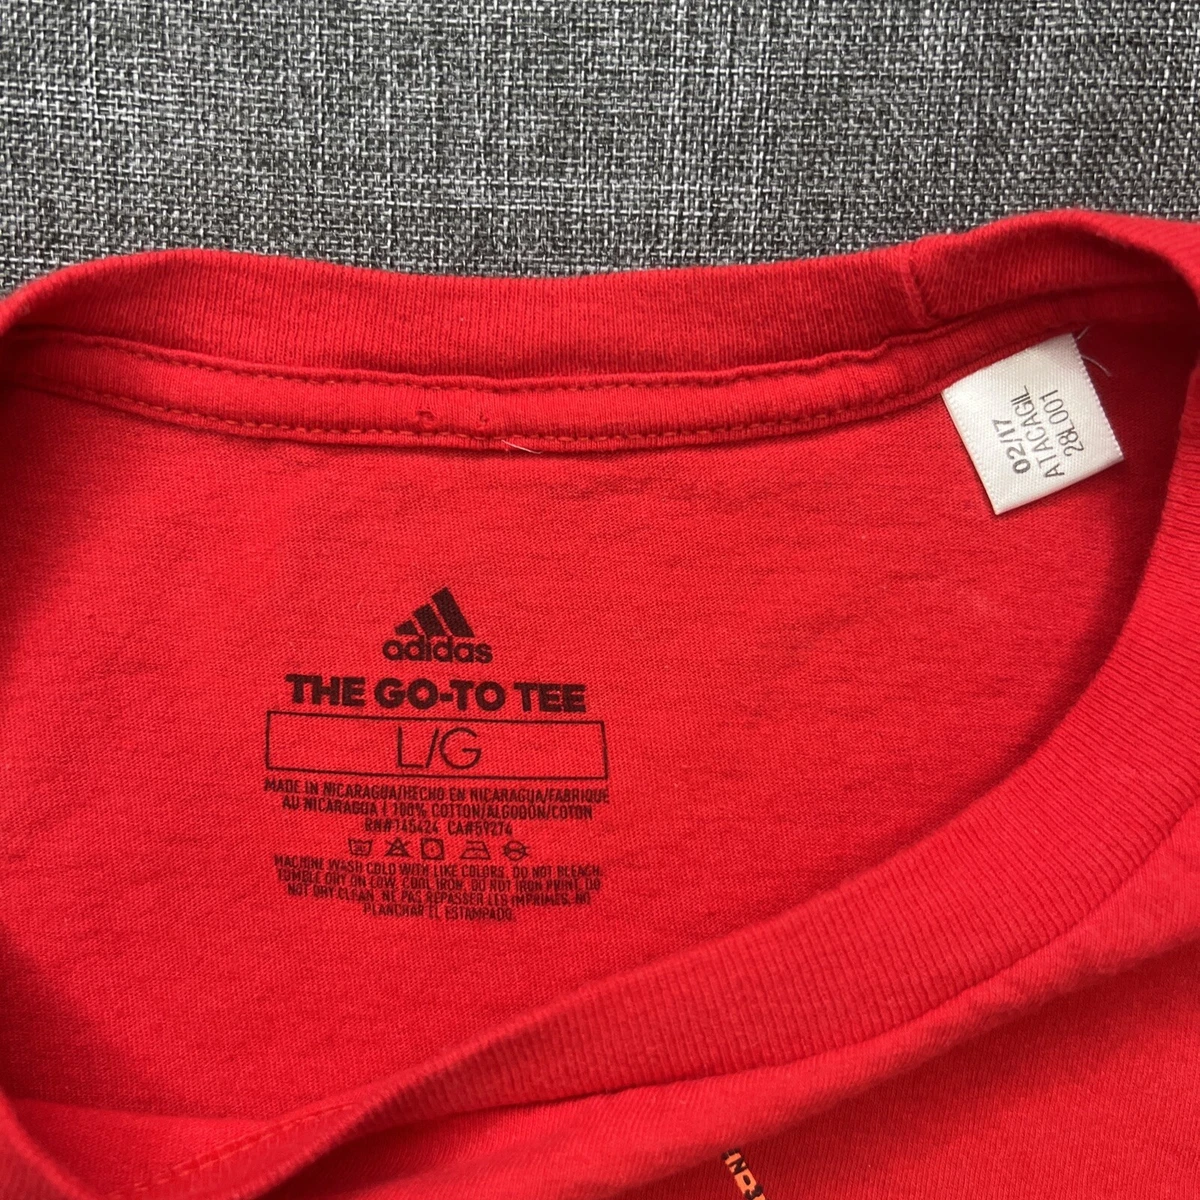 02/17
ATACAGIL
28L001
adidas
THE GO-TO TEE
L/G
MADE IN NICARAGUA/HECHO EN NICARAGUA/FABRIQUE
AU NICARAGUA | 100% COTTON/ALGODON/COTON
RN#145424 CA#59274
MACHINE WASH COLD WITH LIKE COLORS. DO NOT BLEACH.
TUMBLE DRY ON LOW. COOL IRON. DO NOT IRON PRINT. DO
NOT DRY CLEAN. NE PAS REPASSER LES IMPRIMES. NO
PLANCHAR EL ESTAMPADO.